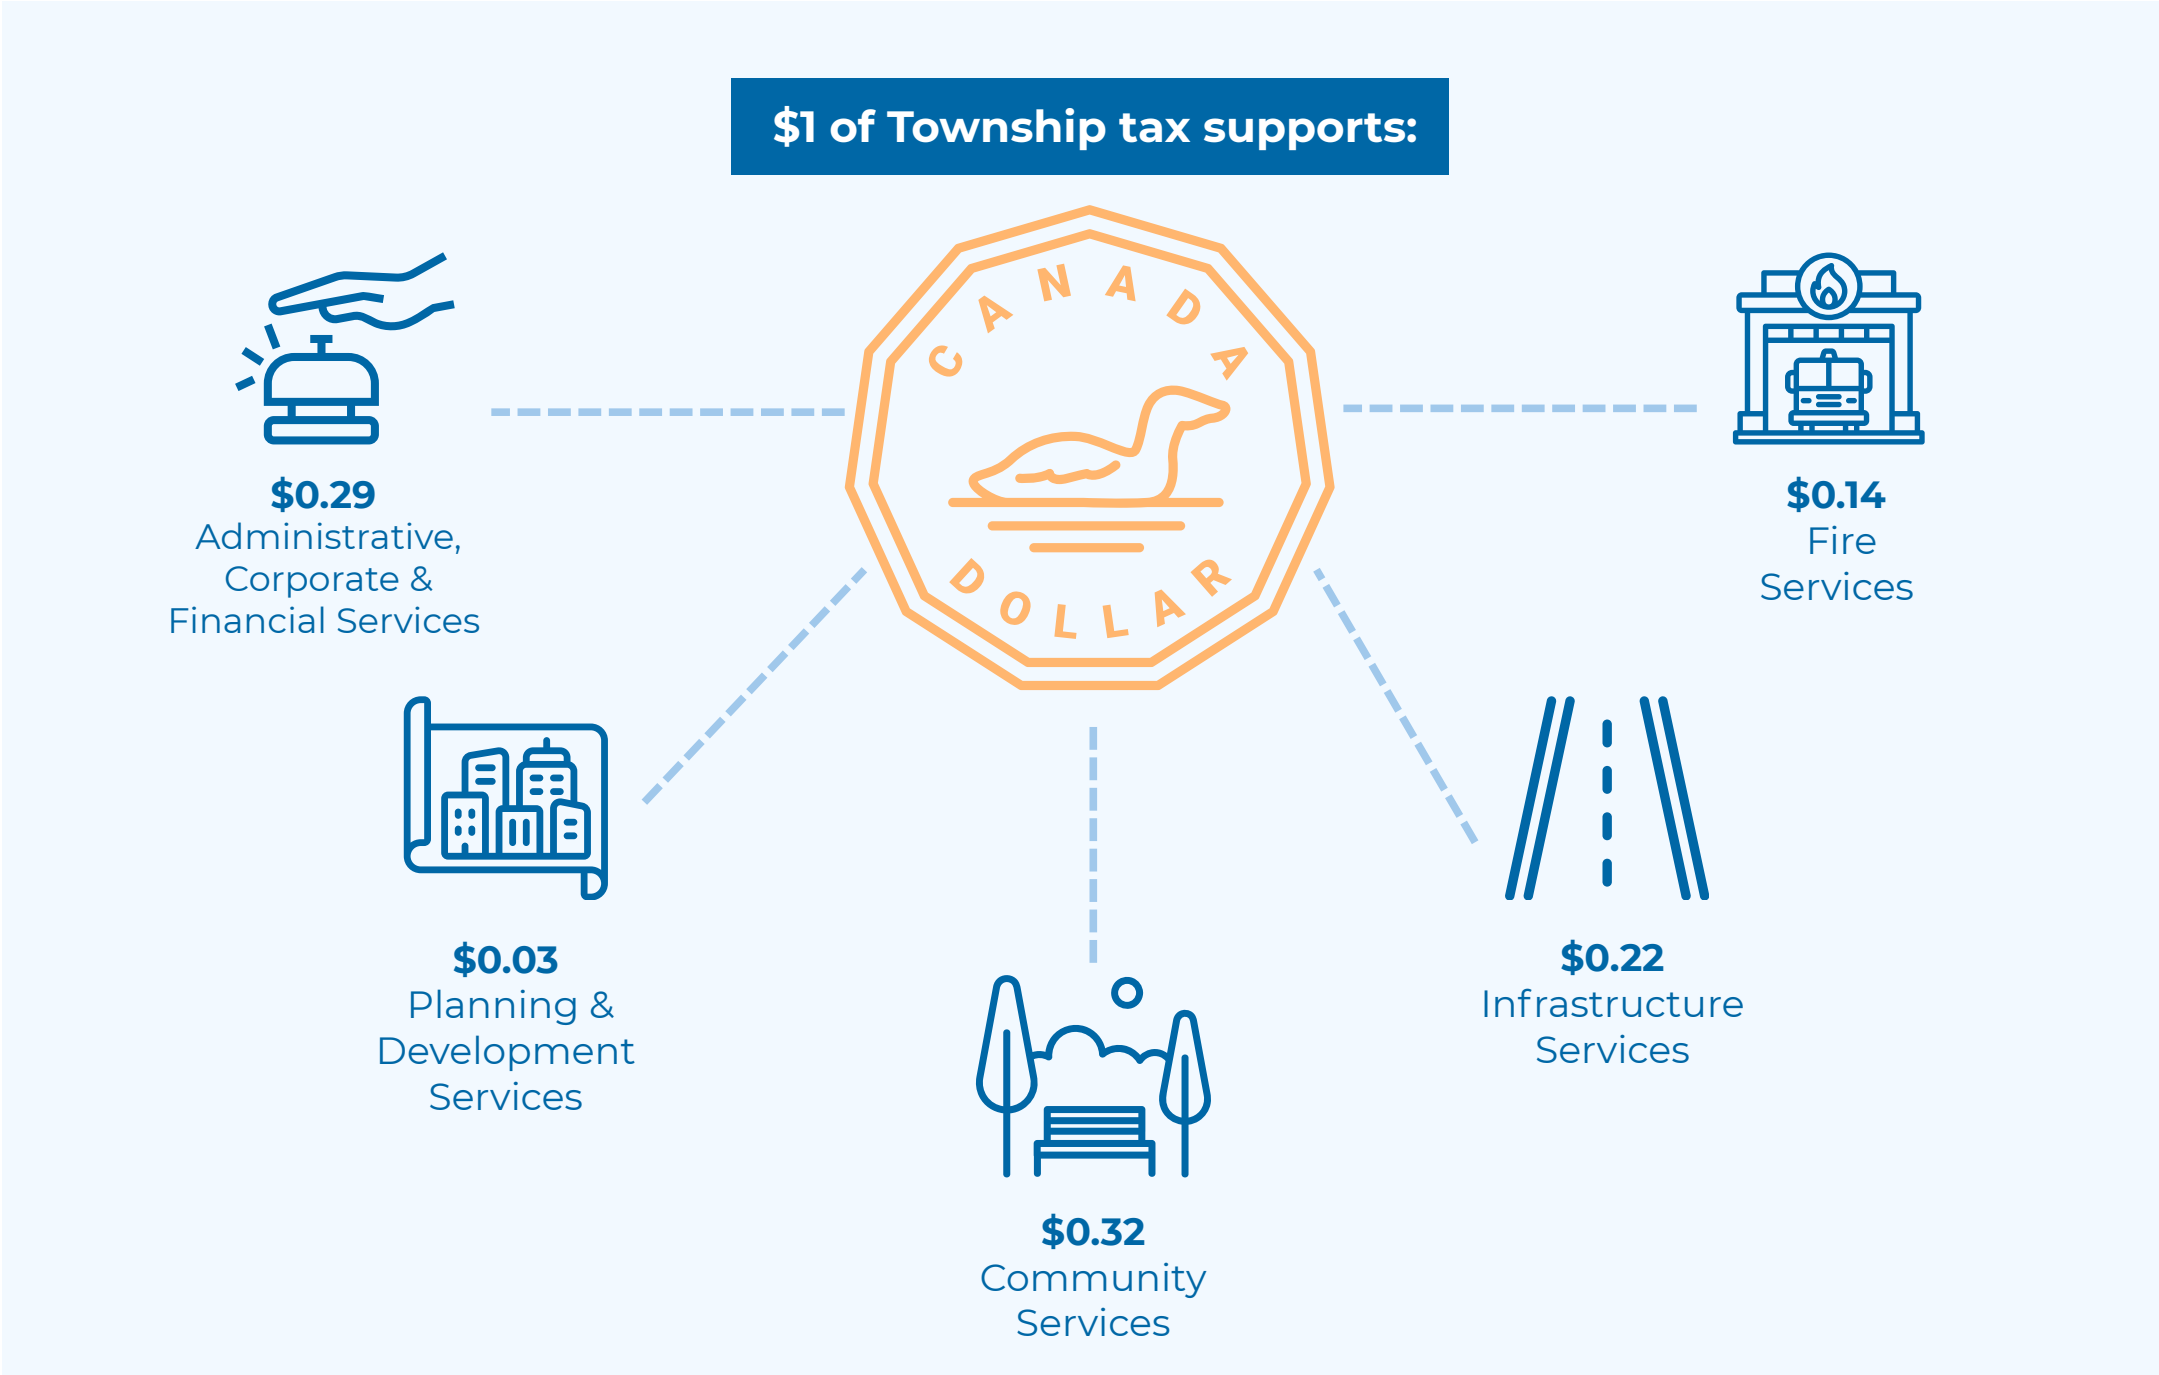 $1 of Township tax supports:
CANADA
DOLLAR
$0.29
Administrative,
Corporate &
Financial Services
$0.14
Fire
Services
$0.03
Planning &
Development
Services
$0.22
Infrastructure
Services
$0.32
Community
Services